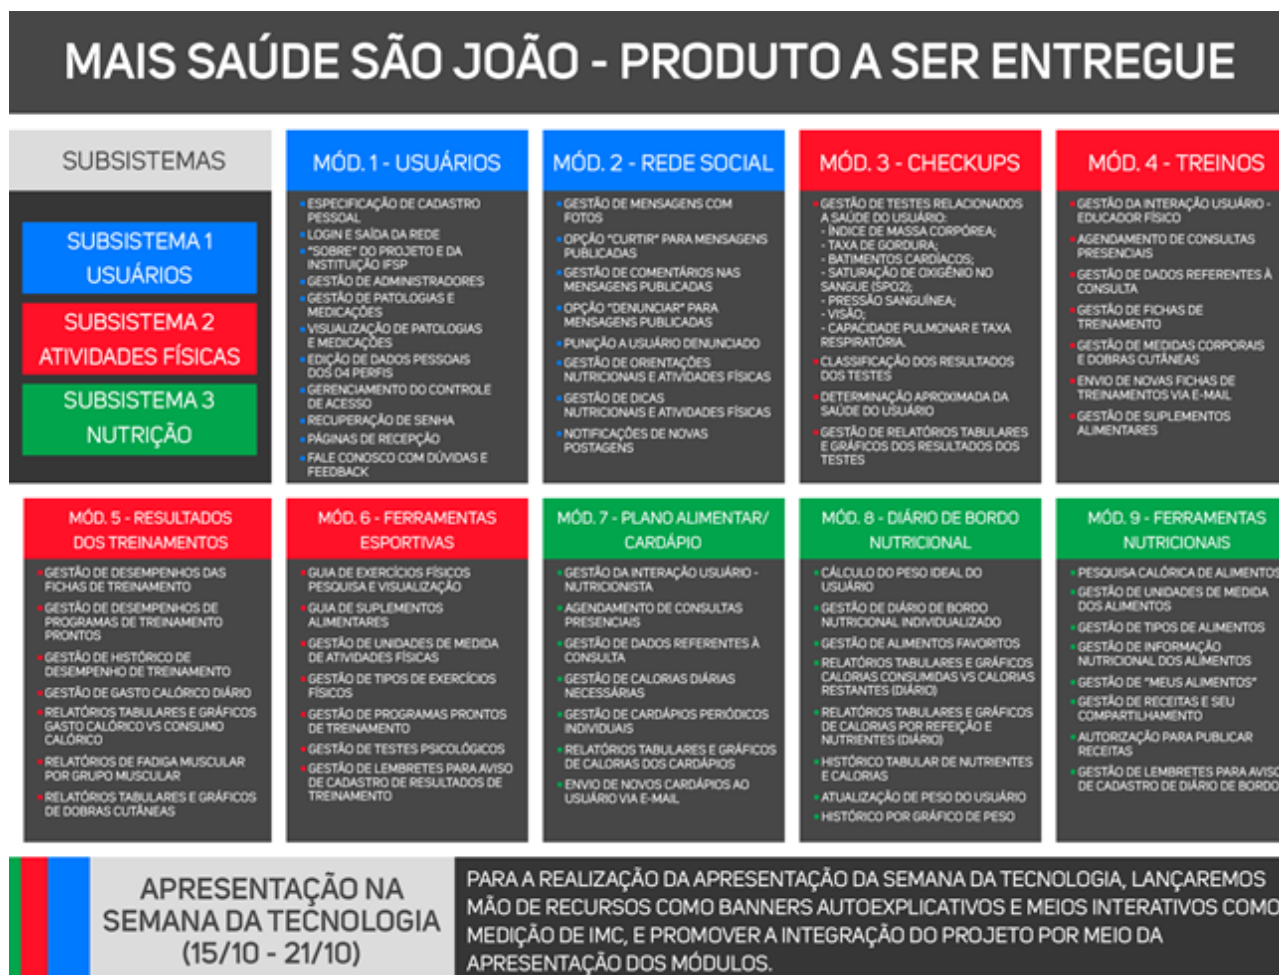 MAIS SAÚDE SÃO JOÃO - PRODUTO A SER ENTREGUE
SUBSISTEMAS
SUBSISTEMA 1
USUÁRIOS
SUBSISTEMA 2
ATIVIDADES FÍSICAS
SUBSISTEMA 3
NUTRIÇÃO
MÓD. 1 - USUÁRIOS
ESPECIFICAÇÃO DE CADASTRO
PESSOAL
LOGIN E SAÍDA DA REDE
"SOBRE" DO PROJETO E DA
INSTITUIÇÃO IFSP
GESTÃO DE ADMINISTRADORES
GESTÃO DE PATOLOGIAS E
MEDICAÇÕES
VISUALIZAÇÃO DE PATOLOGIAS
E MEDICAÇÕES
EDIÇÃO DE DADOS PESSOAIS
DOS 04 PERFIS
GERENCIAMENTO DO CONTROLE
DE ACESSO
RECUPERAÇÃO DE SENHA
PÁGINAS DE RECEPÇÃO
FALE CONOSCO COM DÚVIDAS E
FEEDBACK
MÓD. 2 - REDE SOCIAL
GESTÃO DE MENSAGENS COM
FOTOS
OPÇÃO "CURTIR" PARA MENSAGENS
PUBLICADAS
GESTÃO DE COMENTÁRIOS NAS
MENSAGENS PUBLICADAS
OPÇÃO "DENUNCIAR" PARA
MENSAGENS PUBLICADAS
PUNIÇÃO A USUÁRIO DENUNCIADO
GESTÃO DE ORIENTAÇÕES
NUTRICIONAIS E ATIVIDADES FÍSICAS
GESTÃO DE DICAS
NUTRICIONAIS E ATIVIDADES FÍSICAS
NOTIFICAÇÕES DE NOVAS
POSTAGENS
MÓD. 3 - CHECKUPS
GESTÃO DE TESTES RELACIONADOS
A SAÚDE DO USUÁRIO:
- ÍNDICE DE MASSA CORPÓREA;
- TAXA DE GORDURA;
- BATIMENTOS CARDÍACOS;
- SATURAÇÃO DE OXIGÊNIO NO
SANGUE (SPO2);
- PRESSÃO SANGUÍNEA;
- VISÃO;
- CAPACIDADE PULMONAR E TAXA
RESPIRATÓRIA.
CLASSIFICAÇÃO DOS RESULTADOS
DOS TESTES
DETERMINAÇÃO APROXIMADA DA
SAÚDE DO USUÁRIO
GESTÃO DE RELATÓRIOS TABULARES
E GRÁFICOS DOS RESULTADOS DOS
TESTES
MÓD. 4 - TREINOS
GESTÃO DA INTERAÇÃO USUÁRIO -
EDUCADOR FÍSICO
AGENDAMENTO DE CONSULTAS
PRESENCIAIS
GESTÃO DE DADOS REFERENTES À
CONSULTA
GESTÃO DE FICHAS DE
TREINAMENTO
GESTÃO DE MEDIDAS CORPORAIS
E DOBRAS CUTÂNEAS
ENVIO DE NOVAS FICHAS DE
TREINAMENTOS VIA E-MAIL
GESTÃO DE SUPLEMENTOS
ALIMENTARES
MÓD. 5 - RESULTADOS
DOS TREINAMENTOS
GESTÃO DE DESEMPENHOS DAS
FICHAS DE TREINAMENTO
GESTÃO DE DESEMPENHOS DE
PROGRAMAS DE TREINAMENTO
PRONTOS
GESTÃO DE HISTÓRICO DE
DESEMPENHO DE TREINAMENTO
GESTÃO DE GASTO CALÓRICO DIÁRIO
RELATÓRIOS TABULARES E GRÁFICOS
GASTO CALÓRICO VS CONSUMO
CALÓRICO
RELATÓRIOS DE FADIGA MUSCULAR
POR GRUPO MUSCULAR
RELATÓRIOS TABULARES E GRÁFICOS
DE DOBRAS CUTÂNEAS
MÓD. 6 - FERRAMENTAS
ESPORTIVAS
GUIA DE EXERCÍCIOS FÍSICOS
PESQUISA E VISUALIZAÇÃO
GUIA DE SUPLEMENTOS
ALIMENTARES
GESTÃO DE UNIDADES DE MEDIDA
DE ATIVIDADES FÍSICAS
GESTÃO DE TIPOS DE EXERCÍCIOS
FÍSICOS
GESTÃO DE PROGRAMAS PRONTOS
DE TREINAMENTO
GESTÃO DE TESTES PSICOLÓGICOS
GESTÃO DE LEMBRETES PARA AVISO
DE CADASTRO DE RESULTADOS DE
TREINAMENTO
MÓD. 7 - PLANO ALIMENTAR/
CARDÁPIO
GESTÃO DA INTERAÇÃO USUÁRIO -
NUTRICIONISTA
AGENDAMENTO DE CONSULTAS
PRESENCIAIS
GESTÃO DE DADOS REFERENTES À
CONSULTA
GESTÃO DE CALORIAS DIÁRIAS
NECESSÁRIAS
GESTÃO DE CARDÁPIOS PERIÓDICOS
INDIVIDUAIS
RELATÓRIOS TABULARES E GRÁFICOS
DE CALORIAS DOS CARDÁPIOS
ENVIO DE NOVOS CARDÁPIOS AO
USUÁRIO VIA E-MAIL
MÓD. 8 - DIÁRIO DE BORDO
NUTRICIONAL
CÁLCULO DO PESO IDEAL DO
USUÁRIO
GESTÃO DE DIÁRIO DE BORDO
NUTRICIONAL INDIVIDUALIZADO
GESTÃO DE ALIMENTOS FAVORITOS
RELATÓRIOS TABULARES E GRÁFICOS
CALORIAS CONSUMIDAS VS CALORIAS
RESTANTES (DIÁRIO)
RELATÓRIOS TABULARES E GRÁFICOS
DE CALORIAS POR REFEIÇÃO E
NUTRIENTES (DIÁRIO)
HISTÓRICO TABULAR DE NUTRIENTES
E CALORIAS
ATUALIZAÇÃO DE PESO DO USUÁRIO
HISTÓRICO POR GRÁFICO DE PESO
MÓD. 9 - FERRAMENTAS
NUTRICIONAIS
PESQUISA CALÓRICA DE ALIMENTOS
GESTÃO DE UNIDADES DE MEDIDA
DOS ALIMENTOS
GESTÃO DE TIPOS DE ALIMENTOS
GESTÃO DE INFORMAÇÃO
NUTRICIONAL DOS ALIMENTOS
GESTÃO DE "MEUS ALIMENTOS"
GESTÃO DE RECEITAS E SEU
COMPARTILHAMENTO
AUTORIZAÇÃO PARA PUBLICAR
RECEITAS
GESTÃO DE LEMBRETES PARA AVISO
DE CADASTRO DE DIÁRIO DE BORDO
APRESENTAÇÃO NA
SEMANA DA TECNOLOGIA
(15/10 - 21/10)
PARA A REALIZAÇÃO DA APRESENTAÇÃO DA SEMANA DA TECNOLOGIA, LANÇAREMOS
MÃO DE RECURSOS COMO BANNERS AUTOEXPLICATIVOS E MEIOS INTERATIVOS COMO
MEDIÇÃO DE IMC, E PROMOVER A INTEGRAÇÃO DO PROJETO POR MEIO DA
APRESENTAÇÃO DOS MÓDULOS.